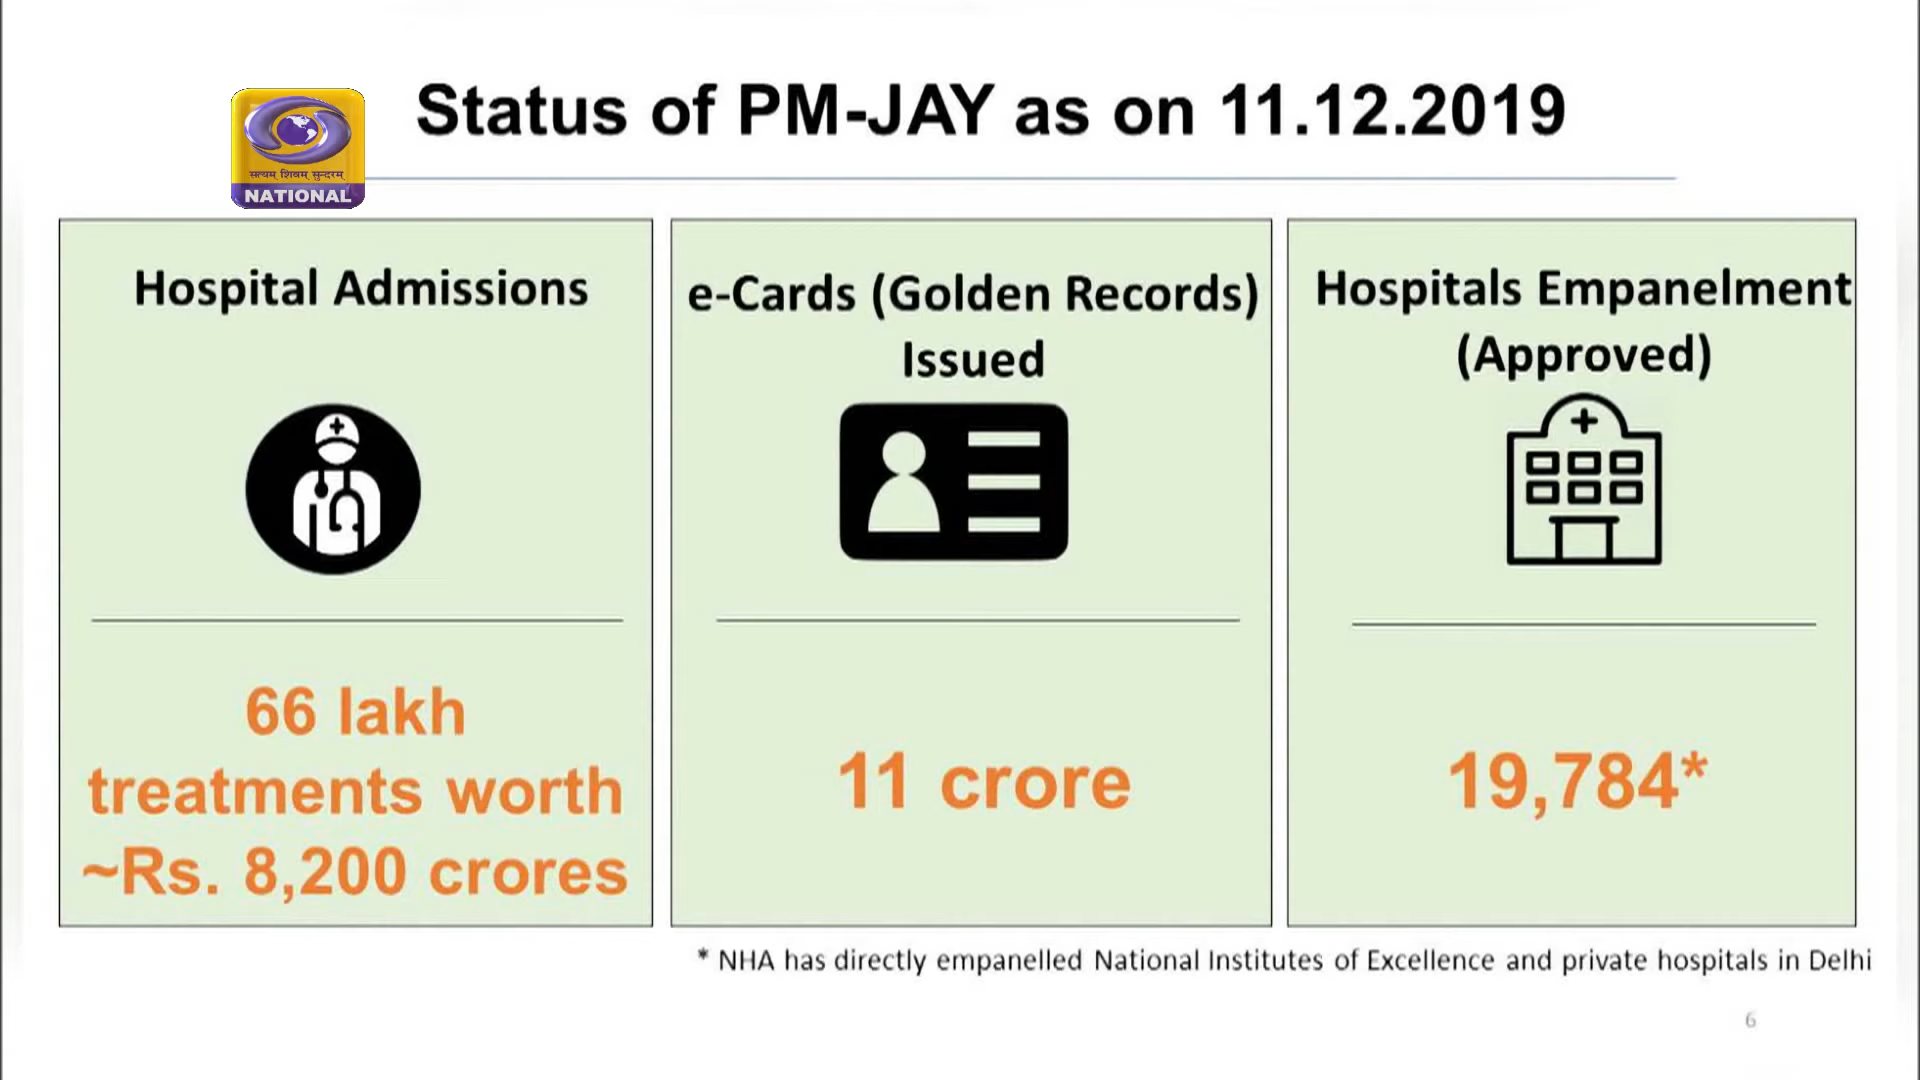 Status of PM-JAY as on 11.12.2019
सत्यम् शिवम् सुन्दरम्
NATIONAL
Hospital Admissions
66 lakh
treatments worth
~Rs. 8,200 crores
e-Cards (Golden Records)
Issued
11 crore
Hospitals Empanelment
(Approved)
19,784*
* NHA has directly empanelled National Institutes of Excellence and private hospitals in Delhi
6